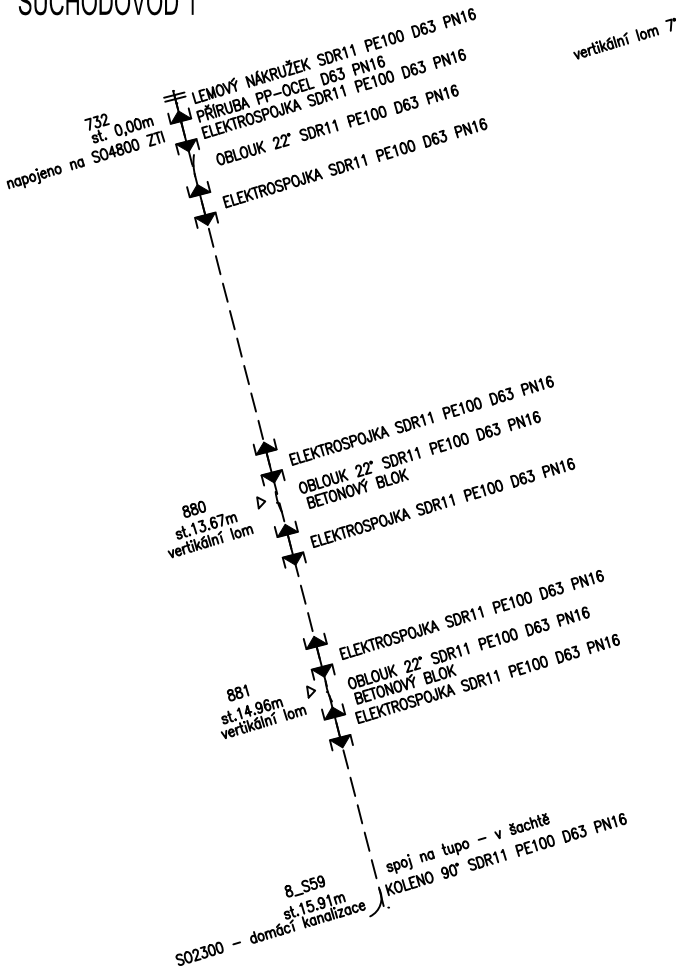 SUCHODOVOD 1
vertikální lom 7°
LEMOVÝ NÁKRUŽEK SDR11 PE100 D63 PN16
PŘÍRUBA PP-OCEL D63 PN16
ELEKTROSPOJKA SDR11 PE100 D63 PN16
732
st. 0,00m
napojeno na SO4800 ZTI
OBLOUK 22° SDR11 PE100 D63 PN16
ELEKTROSPOJKA SDR11 PE100 D63 PN16
ELEKTROSPOJKA SDR11 PE100 D63 PN16
OBLOUK 22° SDR11 PE100 D63 PN16
BETONOVÝ BLOK
880
st.13.67m
vertikální lom
ELEKTROSPOJKA SDR11 PE100 D63 PN16
ELEKTROSPOJKA SDR11 PE100 D63 PN16
OBLOUK 22° SDR11 PE100 D63 PN16
BETONOVÝ BLOK
ELEKTROSPOJKA SDR11 PE100 D63 PN16
881
st.14.96m
vertikální lom
spoj na tupo – v šachtě
KOLENO 90° SDR11 PE100 D63 PN16
8_S59
st.15.91m
SO2300 – domácí kanalizace